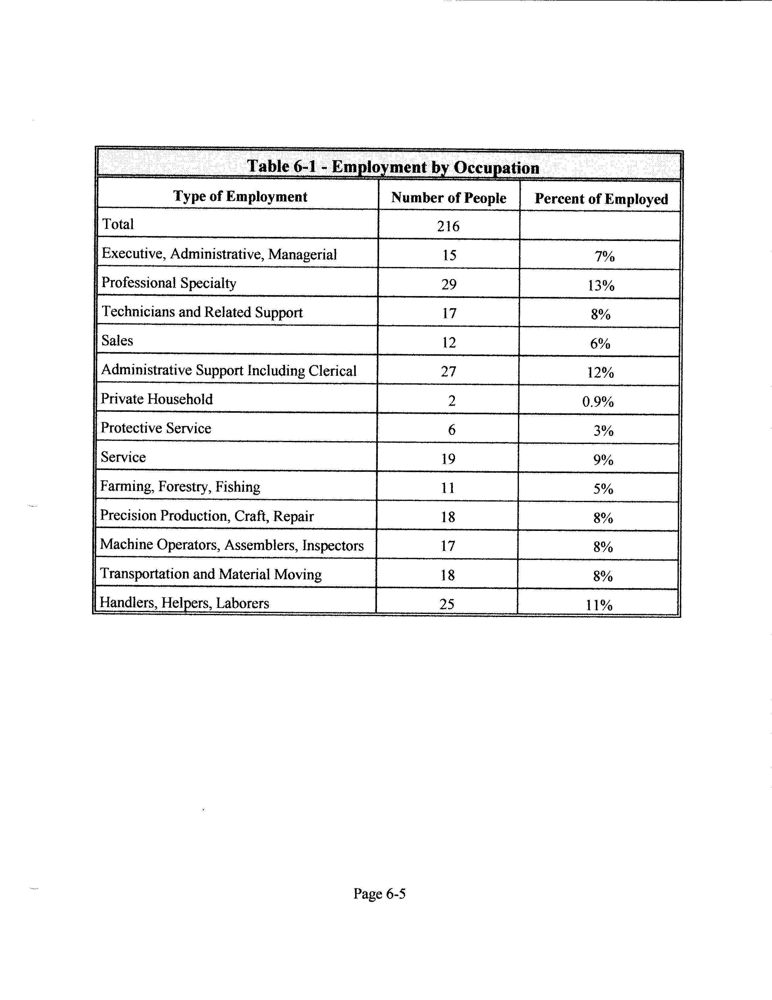 Table 6-1 - Employment by Occupation
Type of Employment Number of People Percent of Employed
Total 216
Executive, Administrative, Managerial 15 7%
Professional Specialty 29 13%
Technicians and Related Support 17 8%
Sales 12 6%
Administrative Support Including Clerical 27 12%
Private Household 2 0.9%
Protective Service 6 3%
Service 19 9%
Farming, Forestry, Fishing 11 5%
Precision Production, Craft, Repair 18 8%
Machine Operators, Assemblers, Inspectors 17 8%
Transportation and Material Moving 18 8%
Handlers, Helpers, Laborers 25 11%
Page 6-5